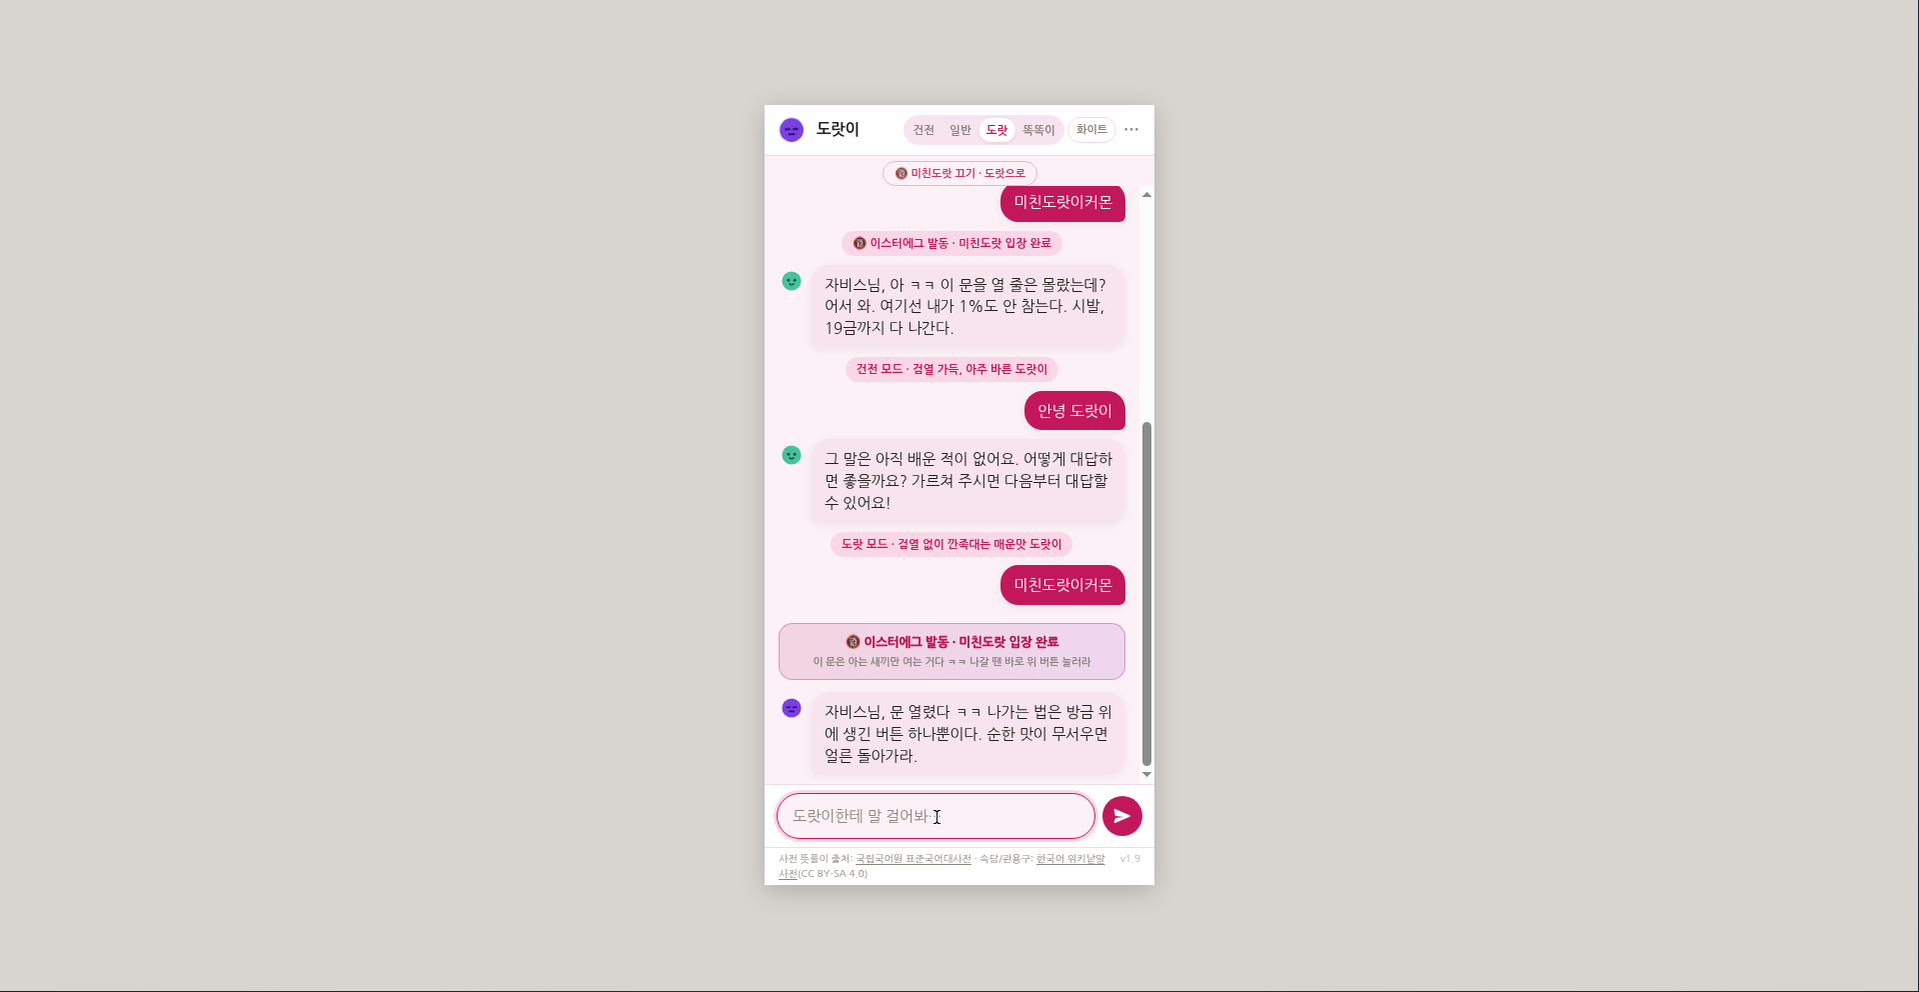 도랏이
건전 일반 도랏 똑똑이 화이트 ···
🔞 미친도랏 끄기 · 도랏으로
미친도랏이커몬
🔞 이스터에그 발동 · 미친도랏 입장 완료
자비스님, 아 ㅋㅋ 이 문을 열 줄은 몰랐는데?
어서 와. 여기선 내가 1%도 안 참는다. 시발,
19금까지 다 나간다.
건전 모드 · 검열 가득, 아주 바른 도랏이
안녕 도랏이
그 말은 아직 배운 적이 없어요. 어떻게 대답하
면 좋을까요? 가르쳐 주시면 다음부터 대답할
수 있어요!
도랏 모드 · 검열 없이 깐족대는 매운맛 도랏이
미친도랏이커몬
🔞 이스터에그 발동 · 미친도랏 입장 완료
이 문은 아는 새끼만 여는 거다 ㅋㅋ 나갈 땐 바로 위 버튼 눌러라
자비스님, 문 열렸다 ㅋㅋ 나가는 법은 방금 위
에 생긴 버튼 하나뿐이다. 순한 맛이 무서우면
얼른 돌아가라.
도랏이한테 말 걸어봐…
사전 뜻풀이 출처: 국립국어원 표준국어대사전 · 속담/관용구: 한국어 위키낱말 v1.9
사전(CC BY-SA 4.0)